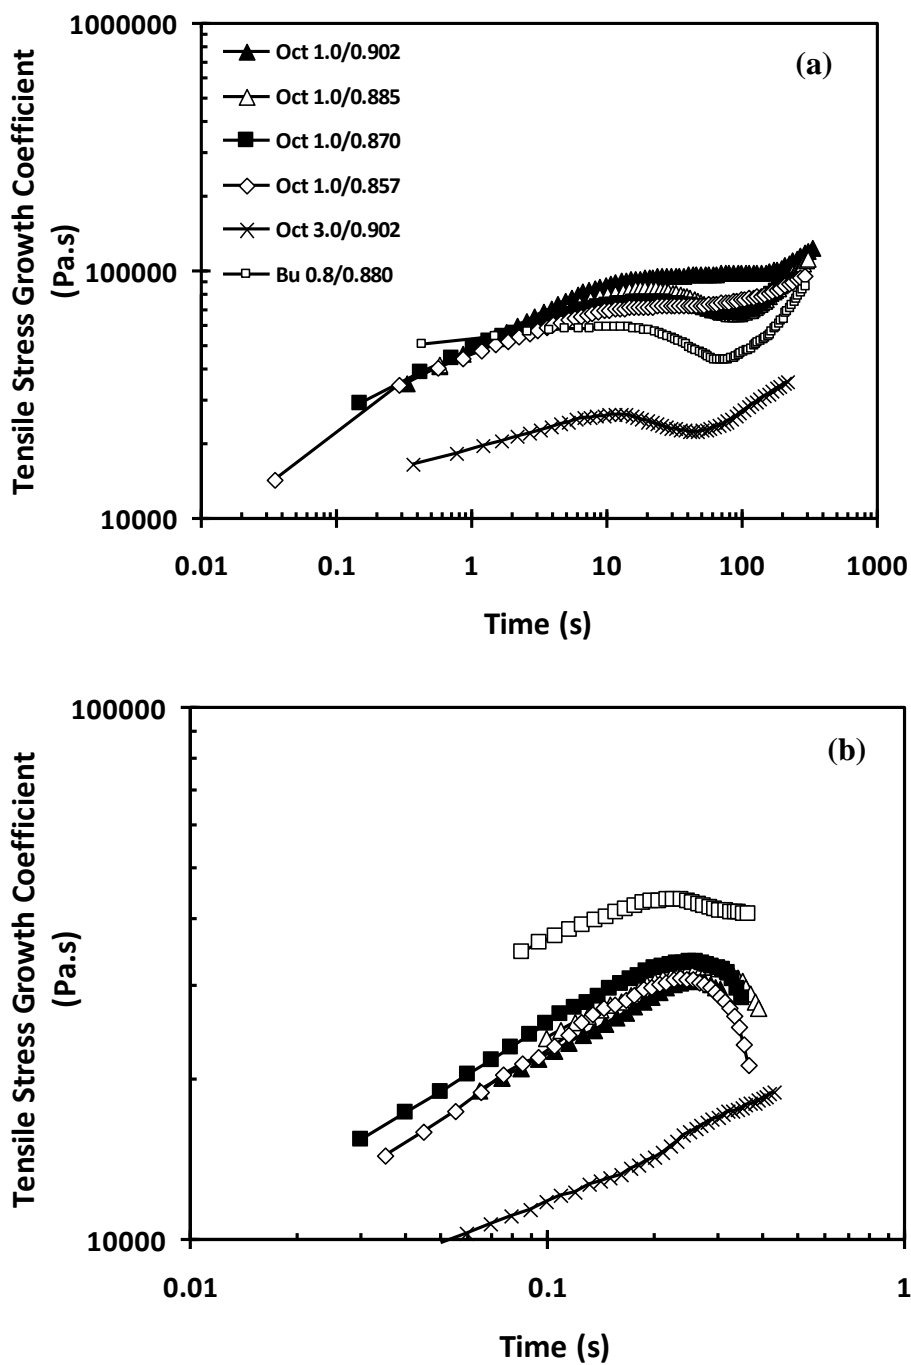 1000000
(a)
Oct 1.0/0.902
Oct 1.0/0.885
Oct 1.0/0.870
Oct 1.0/0.857
Oct 3.0/0.902
Bu 0.8/0.880
100000
10000
Tensile Stress Growth Coefficient
(Pa.s)
0.01 0.1 1 10 100 1000
Time (s)
100000
(b)
10000
Tensile Stress Growth Coefficient
(Pa.s)
0.01 0.1 1
Time (s)